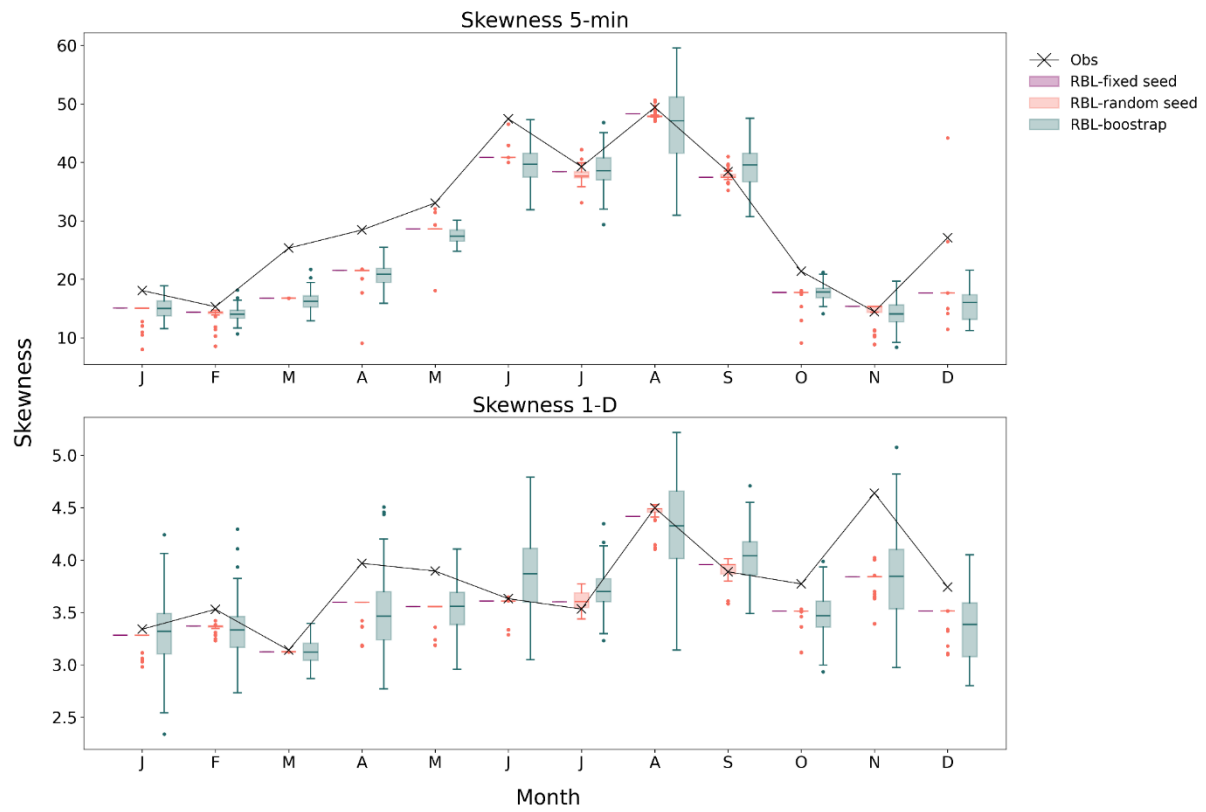 Skewness 5-min
60
50
40
30
20
10
J F M A M J J A S O N D
Obs
RBL-fixed seed
RBL-random seed
RBL-boostrap
Skewness
Skewness 1-D
5.0
4.5
4.0
3.5
3.0
2.5
J F M A M J J A S O N D
Month